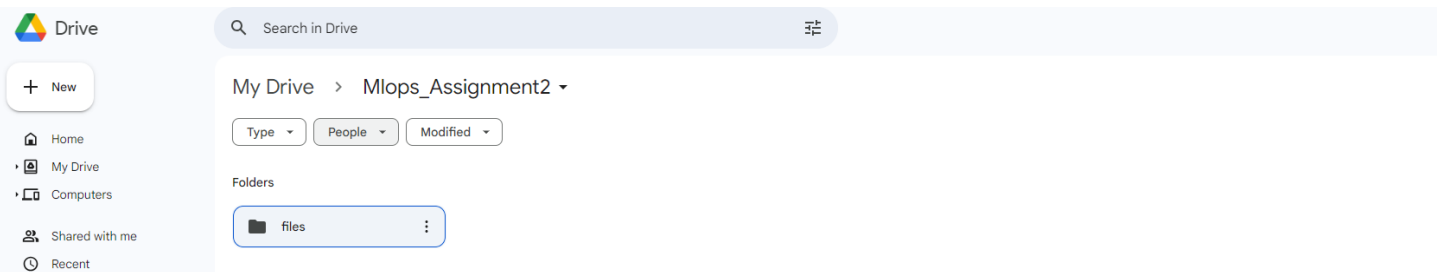 Drive
Search in Drive
New
My Drive > Mlops_Assignment2
Type
People
Modified
Home
My Drive
Computers
Folders
files
Shared with me
Recent